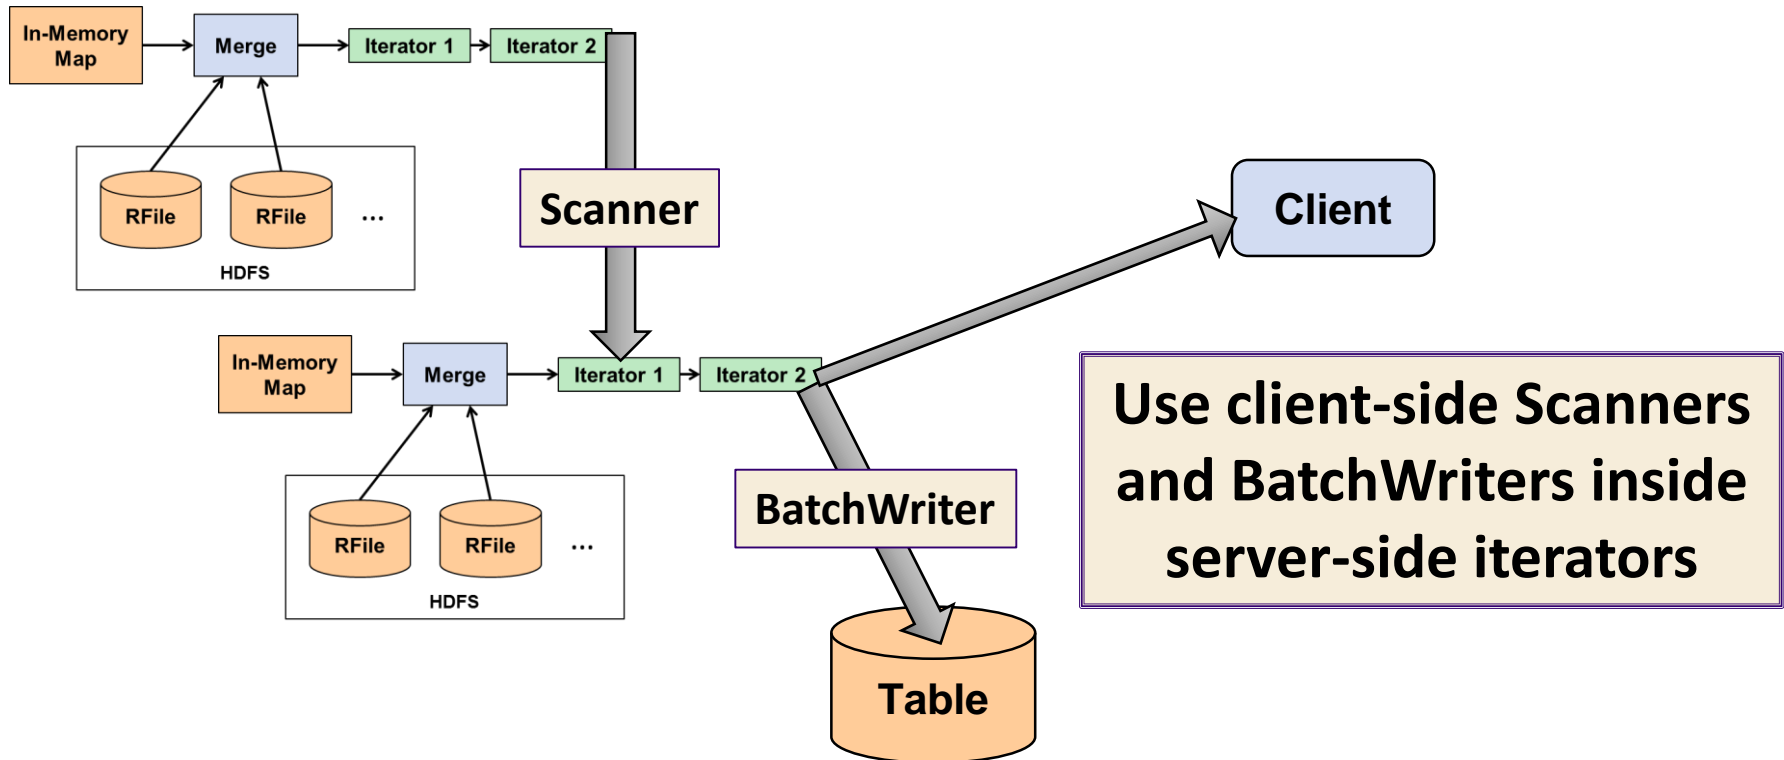 In-Memory
Map
Merge
Iterator 1
Iterator 2
RFile
RFile
...
HDFS
Scanner
Client
In-Memory
Map
Merge
Iterator 1
Iterator 2
RFile
RFile
...
HDFS
BatchWriter
Table
Use client-side Scanners
and BatchWriters inside
server-side iterators